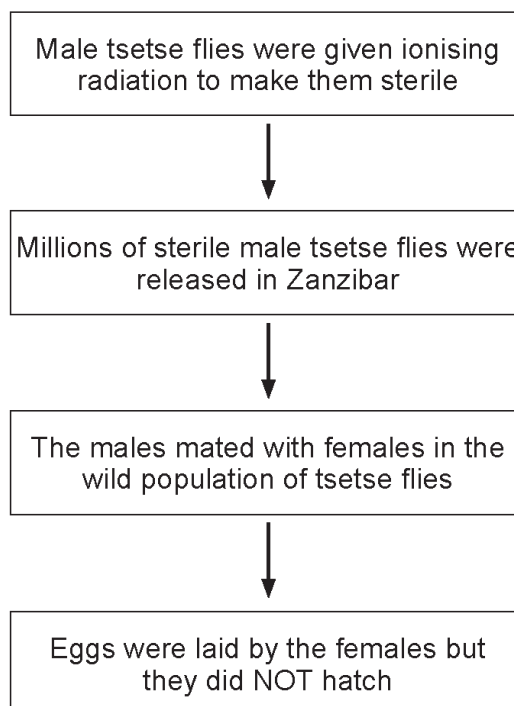 Male tsetse flies were given ionising
radiation to make them sterile
Millions of sterile male tsetse flies were
released in Zanzibar
The males mated with females in the
wild population of tsetse flies
Eggs were laid by the females but
they did NOT hatch